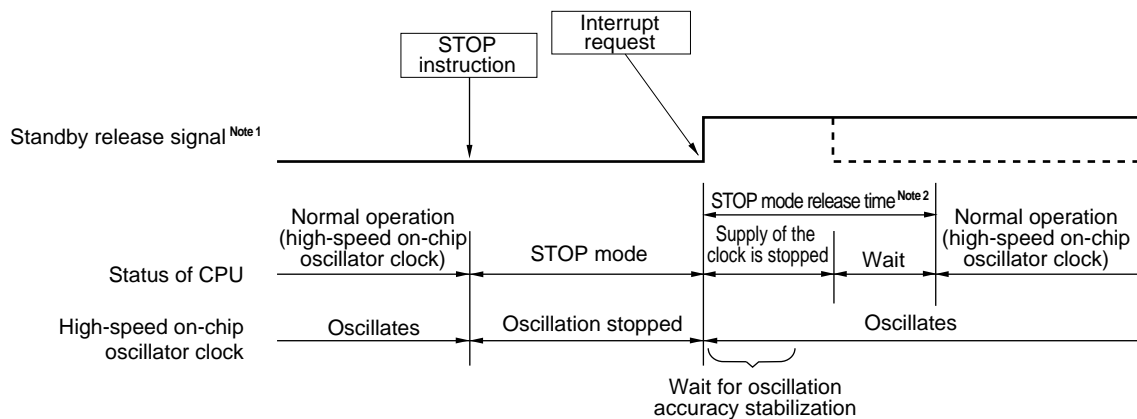 Interrupt
request
STOP
instruction
Standby release signal Note 1
STOP mode release time Note 2
Normal operation
(high-speed on-chip
oscillator clock)
STOP mode
Supply of the
clock is stopped
Wait
Normal operation
(high-speed on-chip
oscillator clock)
Status of CPU
High-speed on-chip
oscillator clock
Oscillates
Oscillation stopped
Oscillates
Wait for oscillation
accuracy stabilization